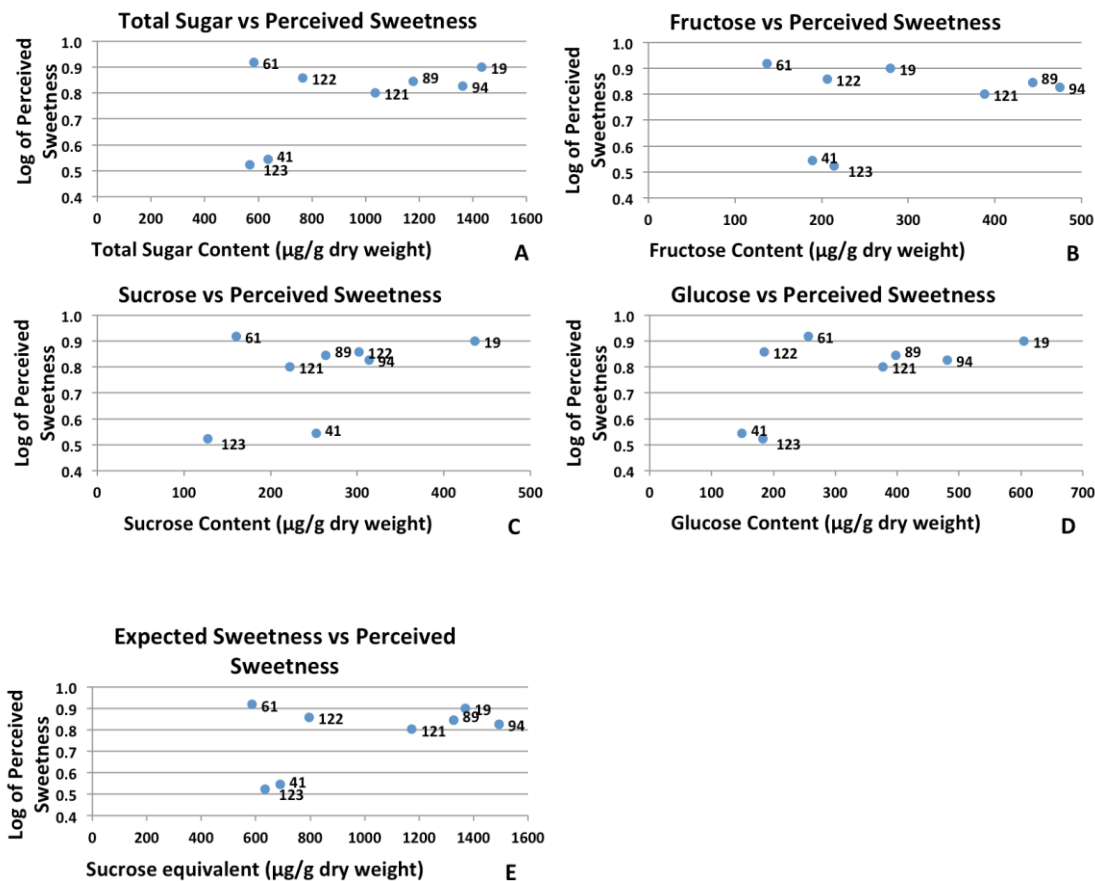 Total Sugar vs Perceived Sweetness
Log of Perceived
Sweetness
1.0
0.9
0.8
0.7
0.6
0.5
0.4
61
122
121
89
94
19
41
123
0 200 400 600 800 1000 1200 1400 1600
Total Sugar Content (µg/g dry weight) A
Fructose vs Perceived Sweetness
Log of Perceived
Sweetness
1.0
0.9
0.8
0.7
0.6
0.5
0.4
61
122
19
121
89
94
41
123
0 100 200 300 400 500
Fructose Content (µg/g dry weight) B
Sucrose vs Perceived Sweetness
Log of Perceived
Sweetness
1.0
0.9
0.8
0.7
0.6
0.5
0.4
61
121
89
122
94
19
123
41
0 100 200 300 400 500
Sucrose Content (µg/g dry weight) C
Glucose vs Perceived Sweetness
Log of Perceived
Sweetness
1.0
0.9
0.8
0.7
0.6
0.5
0.4
61
122
89
121
94
19
41
123
0 100 200 300 400 500 600 700
Glucose Content (µg/g dry weight) D
Expected Sweetness vs Perceived
Sweetness
Log of Perceived
Sweetness
1.0
0.9
0.8
0.7
0.6
0.5
0.4
61
122
121
89
19
94
41
123
0 200 400 600 800 1000 1200 1400 1600
Sucrose equivalent (µg/g dry weight) E